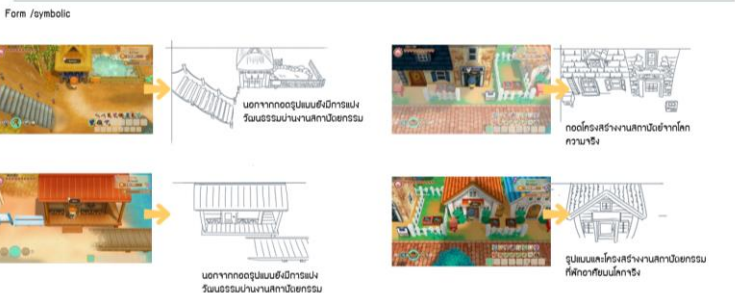 Form /symbolic
นอกจากถอดรูปแบบยังมีการแบ่ง
วัฒนธรรมผ่านงานสถาปัตยกรรม
ถอดโครงสร้างงานสถาปัตย์จากโลก
ความจริง
นอกจากถอดรูปแบบยังมีการแบ่ง
วัฒนธรรมผ่านงานสถาปัตยกรรม
รูปแบบและโครงสร้างงานสถาปัตยกรรม
ที่พักอาศัยบนโลกจริง